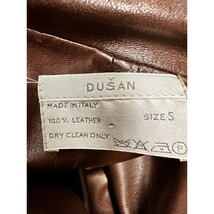 DUŠAN
MADE IN ITALY
100% LEATHER SIZE S
DRY CLEAN ONLY
P